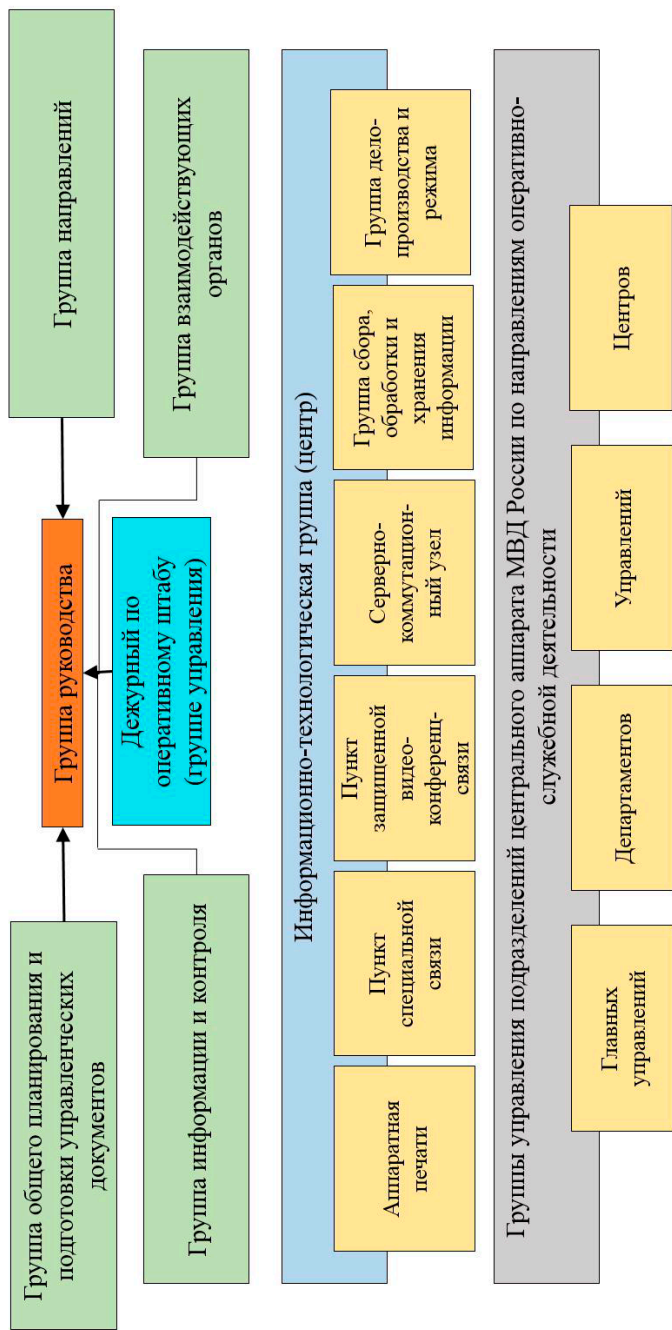 Группа общего планирования и
подготовки управленческих
документов
Группа руководства
Группа направлений
Дежурный по
оперативному штабу
(группе управления)
Группа информации и контроля
Группа взаимодействующих
органов
Информационно-технологическая группа (центр)
Аппаратная
печати
Пункт
специальной
связи
Пункт
защищенной
видео-
конференц-
связи
Серверно-
коммутацион-
ный узел
Группа сбора,
обработки и
хранения
информации
Группа дело-
производства и
режима
Группы управления подразделений центрального аппарата МВД России по направлениям оперативно-
служебной деятельности
Главных
управлений
Департаментов
Управлений
Центров